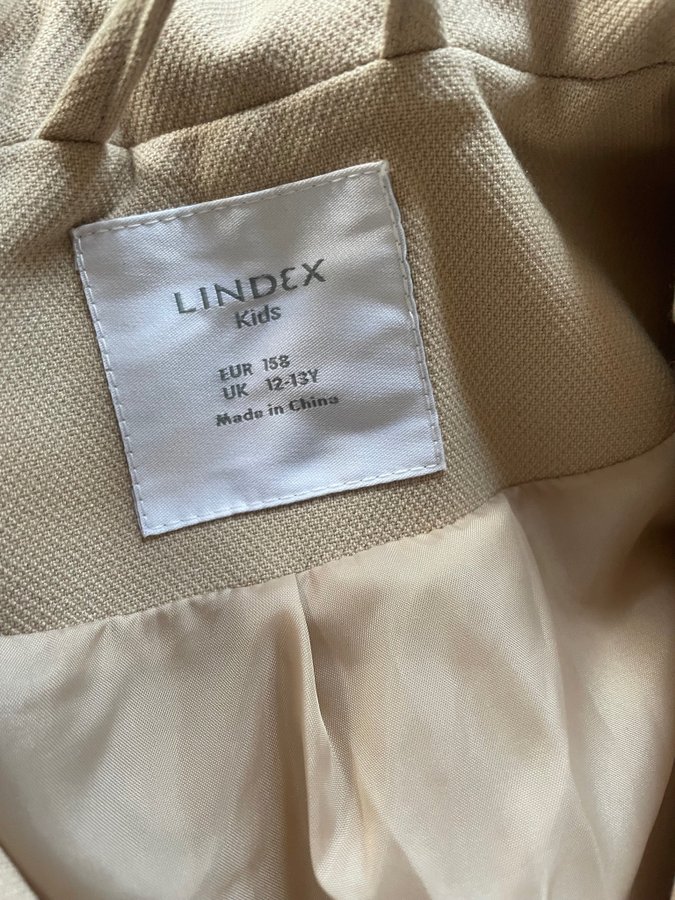 LINDEX
Kids
EUR 158
UK 12-13Y
Made in China